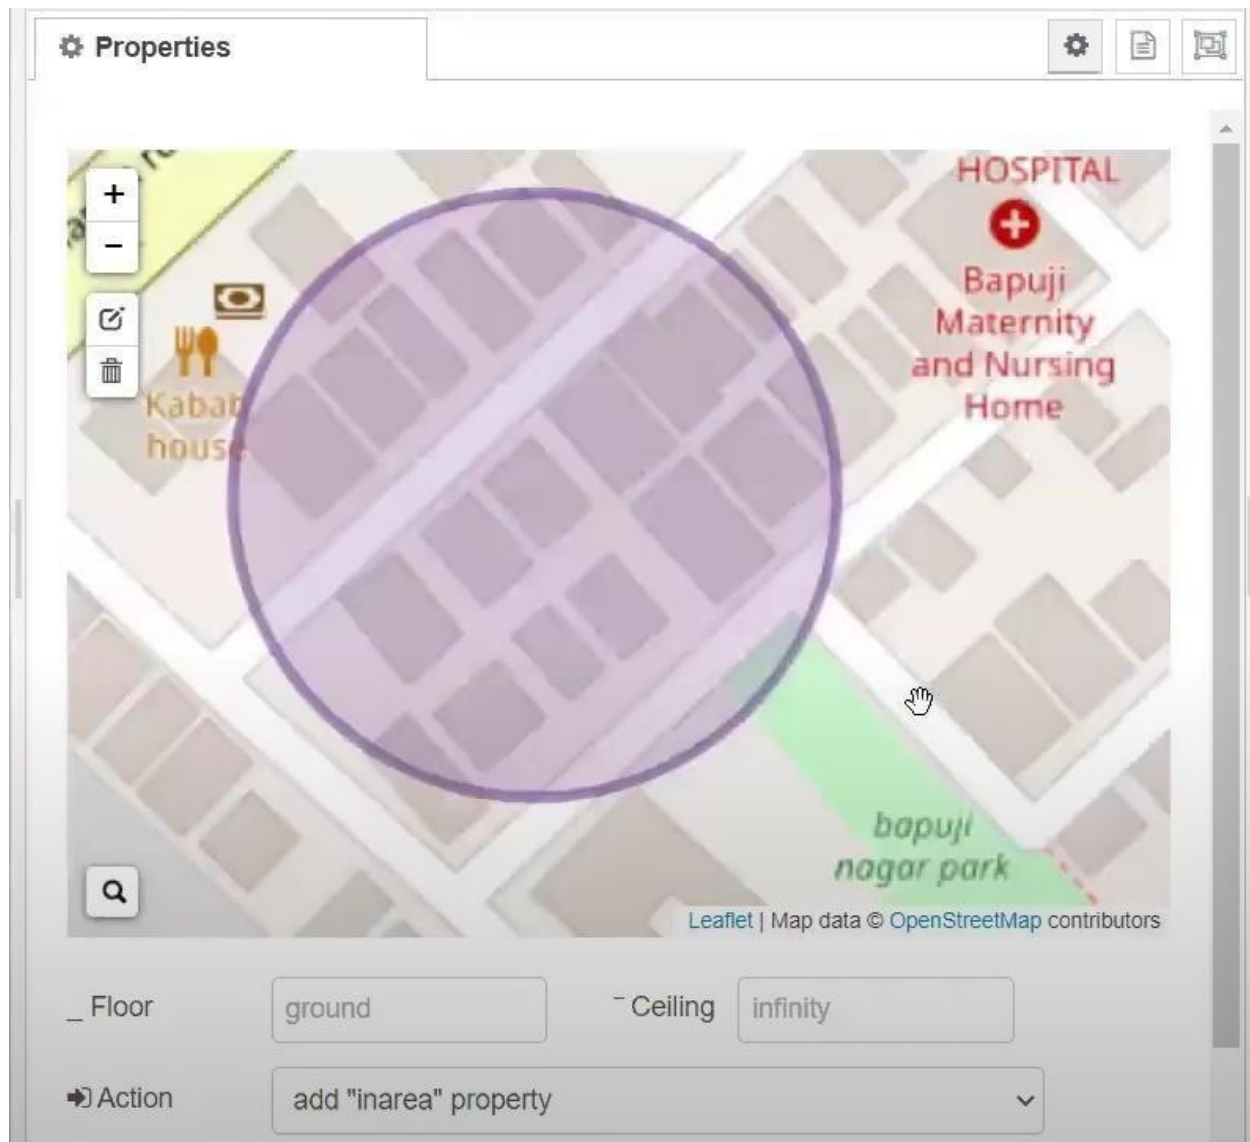 Properties
HOSPITAL
Bapuji
Maternity
and Nursing
Home
Kabab
house
bapuji
nagar park
Leaflet | Map data © OpenStreetMap contributors
Floor
ground
Ceiling
infinity
Action
add "inarea" property